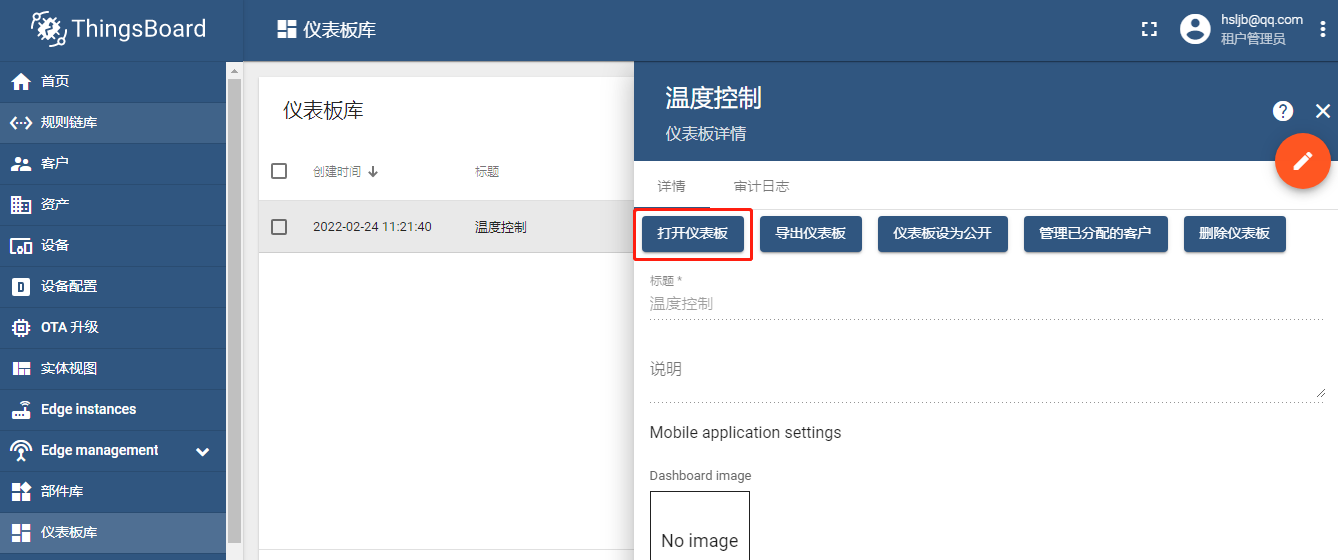 ThingsBoard
仪表板库
hsljb@qq.com
租户管理员
首页
规则链库
客户
资产
设备
设备配置
OTA 升级
实体视图
Edge instances
Edge management
部件库
仪表板库
仪表板库
创建时间 标题
2022-02-24 11:21:40 温度控制
温度控制
仪表板详情
详情 审计日志
打开仪表板 导出仪表板 仪表板设为公开 管理已分配的客户 删除仪表板
标题 *
温度控制
说明
Mobile application settings
Dashboard image
No image